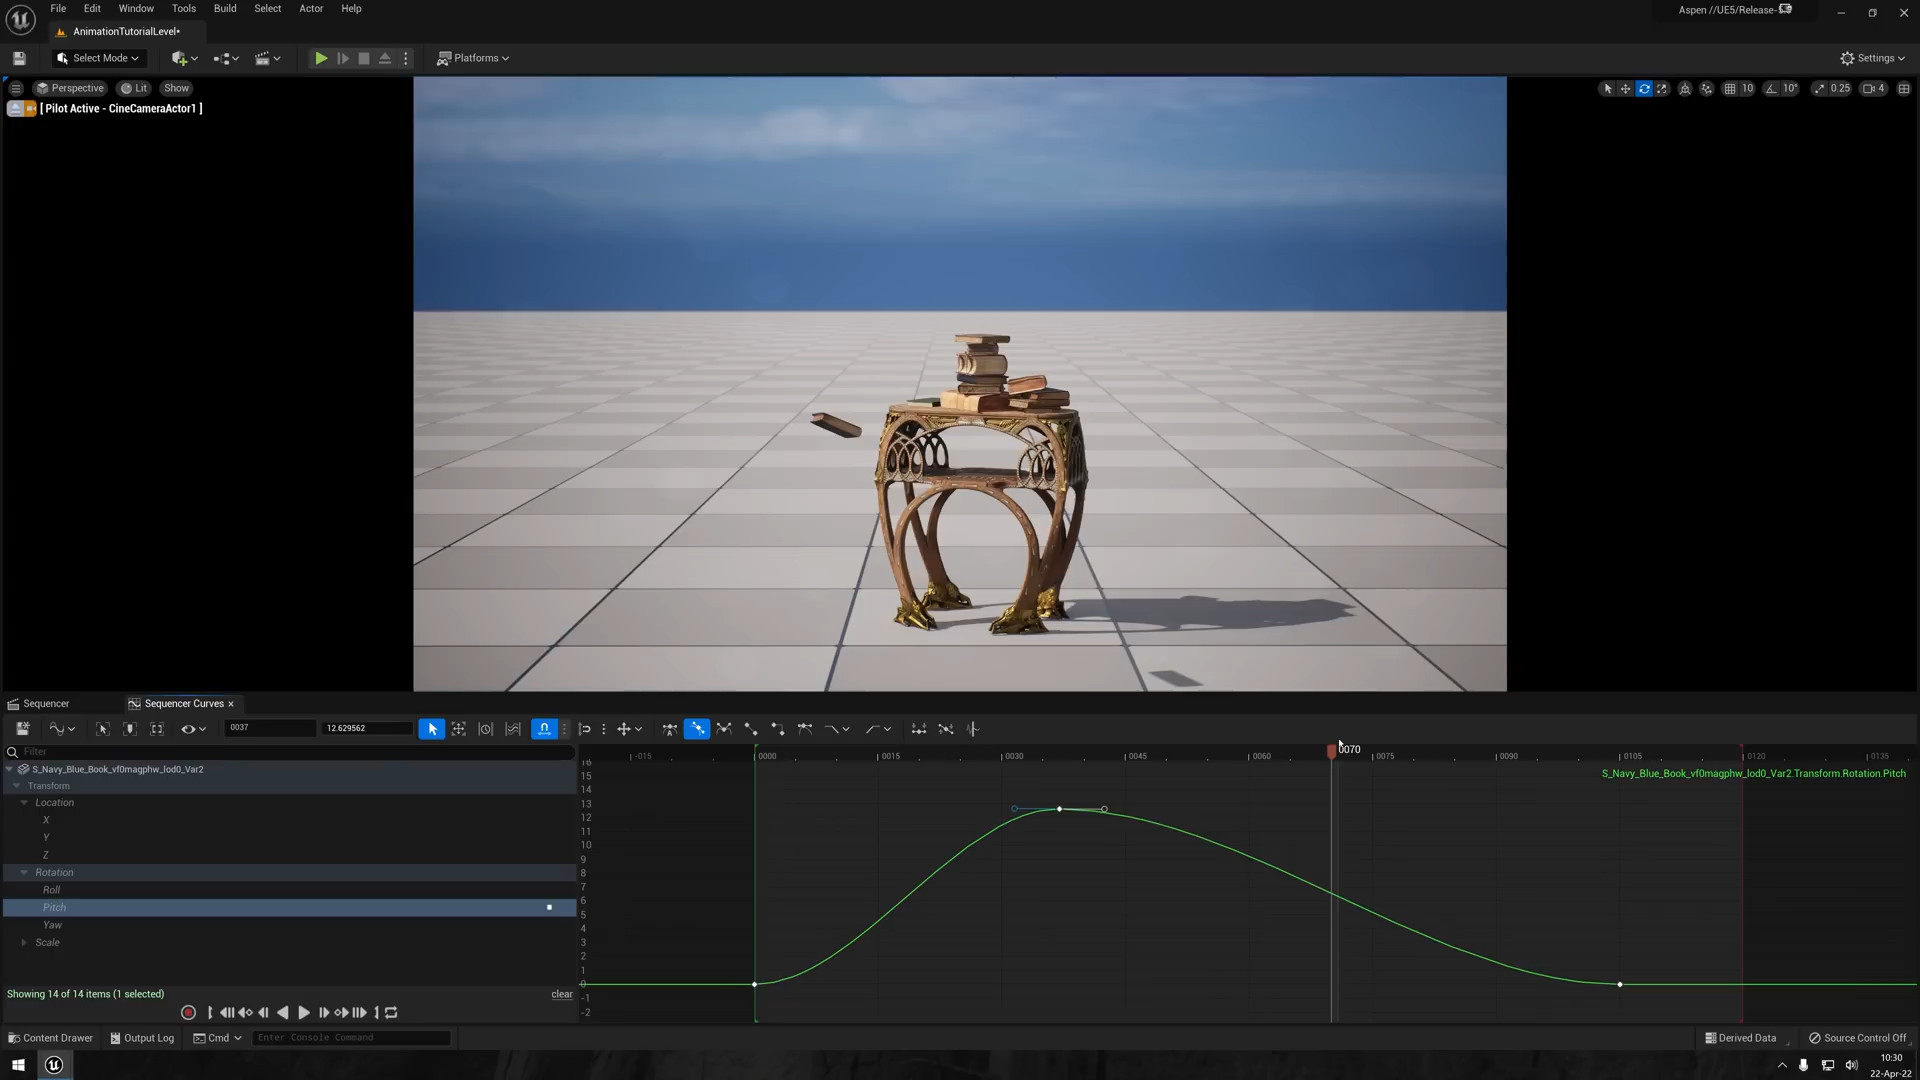 File Edit Window Tools Build Select Actor Help
Aspen //UE5/Release-
AnimationTutorialLevel*
Select Mode
Platforms
Settings
Perspective Lit Show
10 10° 0.25 4
[ Pilot Active - CineCameraActor1 ]
Sequencer Sequencer Curves
0037 12.629562
Filter
-015 0000 0015 0030 0045 0060 0070 0075 0090 0105 0120 0135
S_Navy_Blue_Book_vf0magphw_lod0_Var2
S_Navy_Blue_Book_vf0magphw_lod0_Var2.Transform.Rotation.Pitch
Transform
Location
X
Y
Z
Rotation
Roll
Pitch
Yaw
Scale
16
15
14
13
12
11
10
9
8
7
6
5
4
3
2
1
0
-1
-2
Showing 14 of 14 items (1 selected) clear
Content Drawer Output Log Cmd Enter Console Command Derived Data Source Control Off
10:30
22-Apr-22